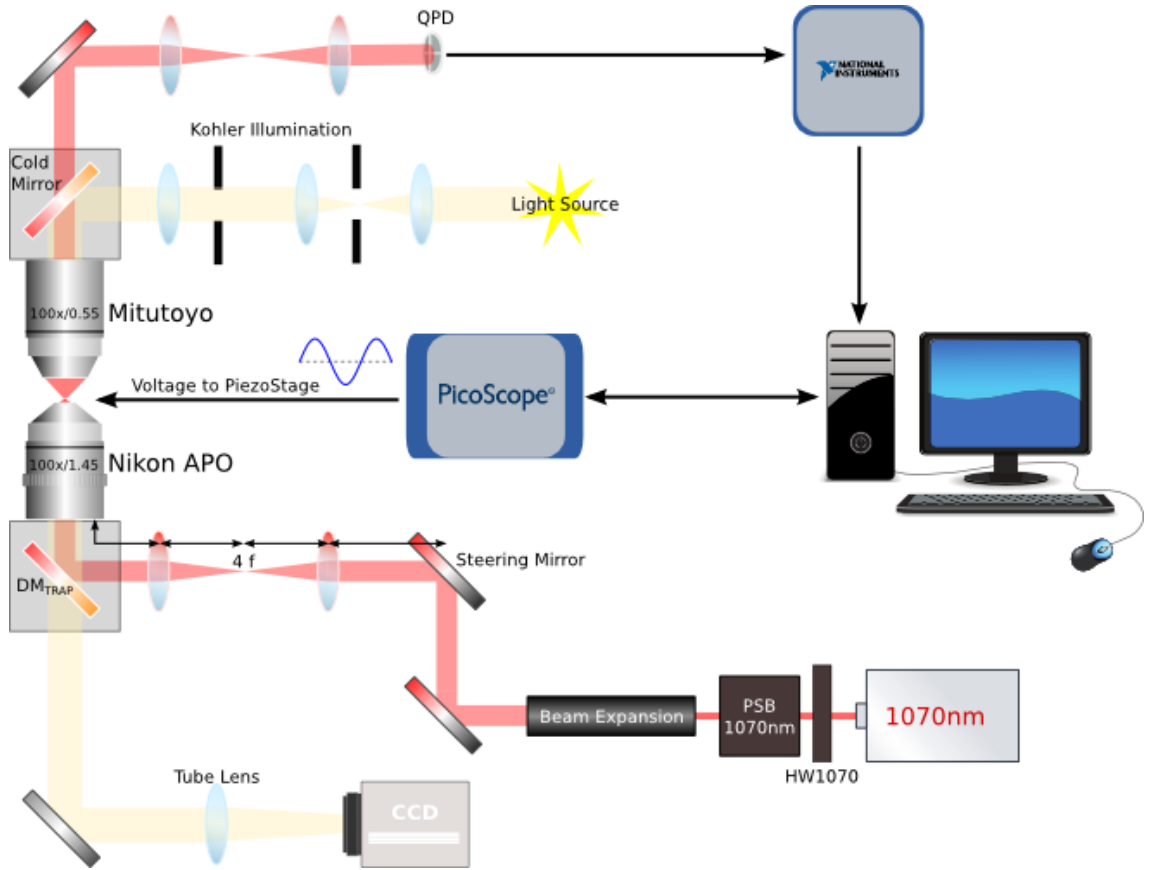 QPD
NATIONAL
INSTRUMENTS
Kohler Illumination
Cold
Mirror
Light Source
100x/0.55
Mitutoyo
Voltage to PiezoStage
PicoScope®
100x/1.45
Nikon APO
4 f
Steering Mirror
DM_TRAP
PSB
1070nm
Beam Expansion
1070nm
HW1070
Tube Lens
CCD